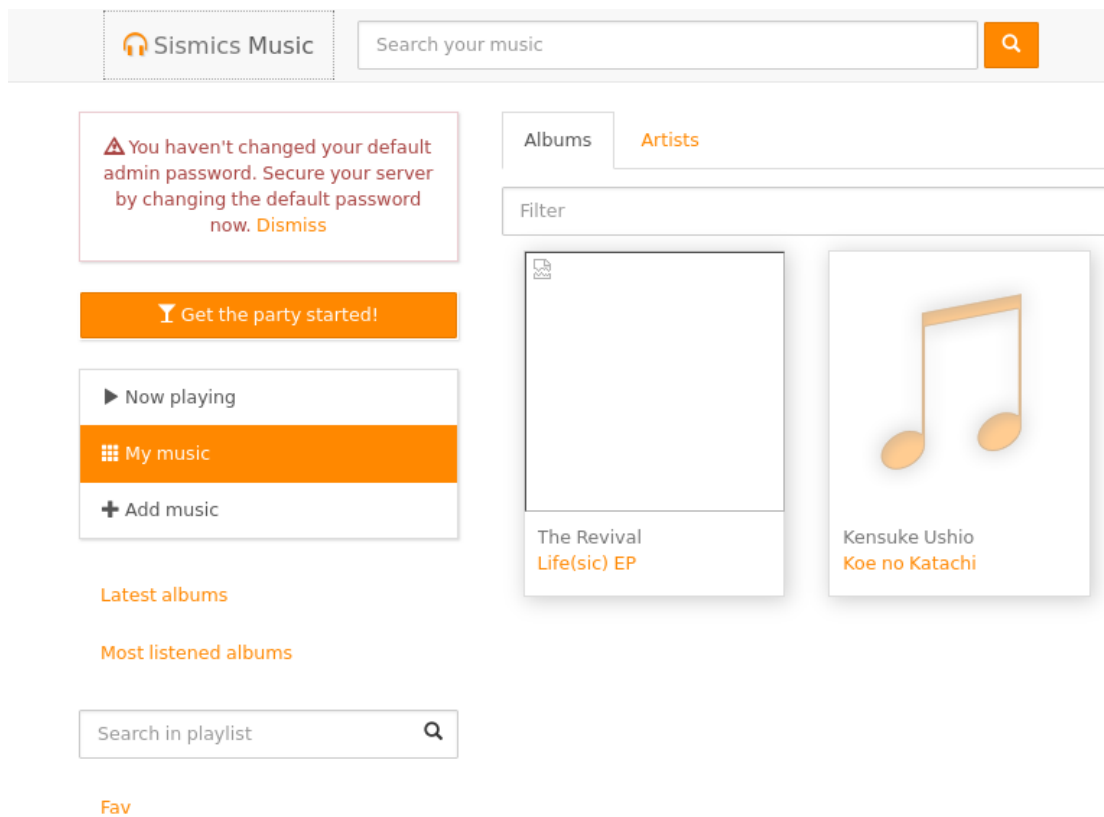 Sismics Music
Search your music
You haven't changed your default
admin password. Secure your server
by changing the default password
now. Dismiss
Get the party started!
Now playing
My music
Add music
Latest albums
Most listened albums
Search in playlist
Fav
Albums
Artists
Filter
The Revival
Life(sic) EP
Kensuke Ushio
Koe no Katachi